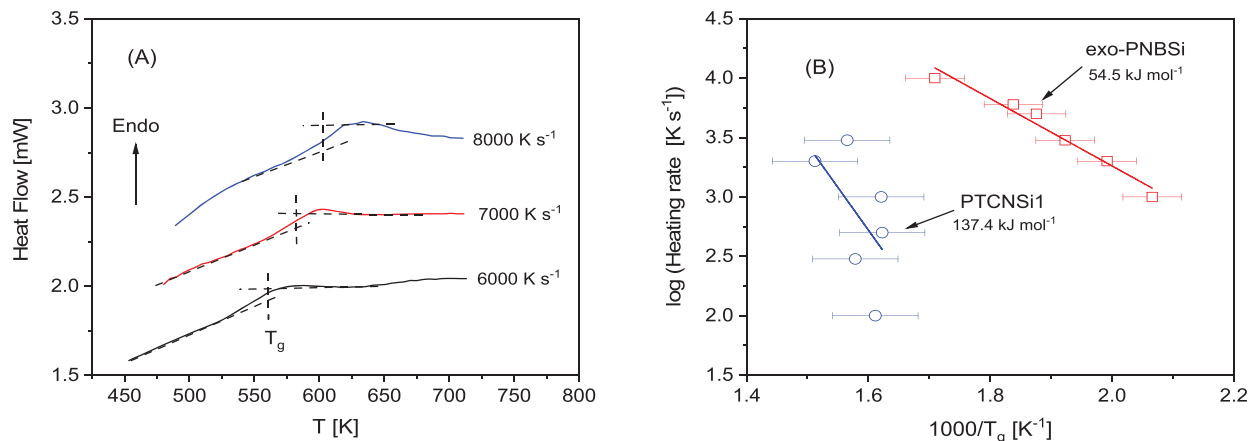 (A)
Endo
8000 K s⁻¹
7000 K s⁻¹
6000 K s⁻¹
Tg
3.5
3.0
2.5
2.0
1.5
Heat Flow [mW]
450 500 550 600 650 700 750 800
T [K]
(B)
exo-PNBSi
54.5 kJ mol⁻¹
PTCNSi1
137.4 kJ mol⁻¹
4.5
4.0
3.5
3.0
2.5
2.0
1.5
log (Heating rate [K s⁻¹])
1.4 1.6 1.8 2.0 2.2
1000/Tg [K⁻¹]